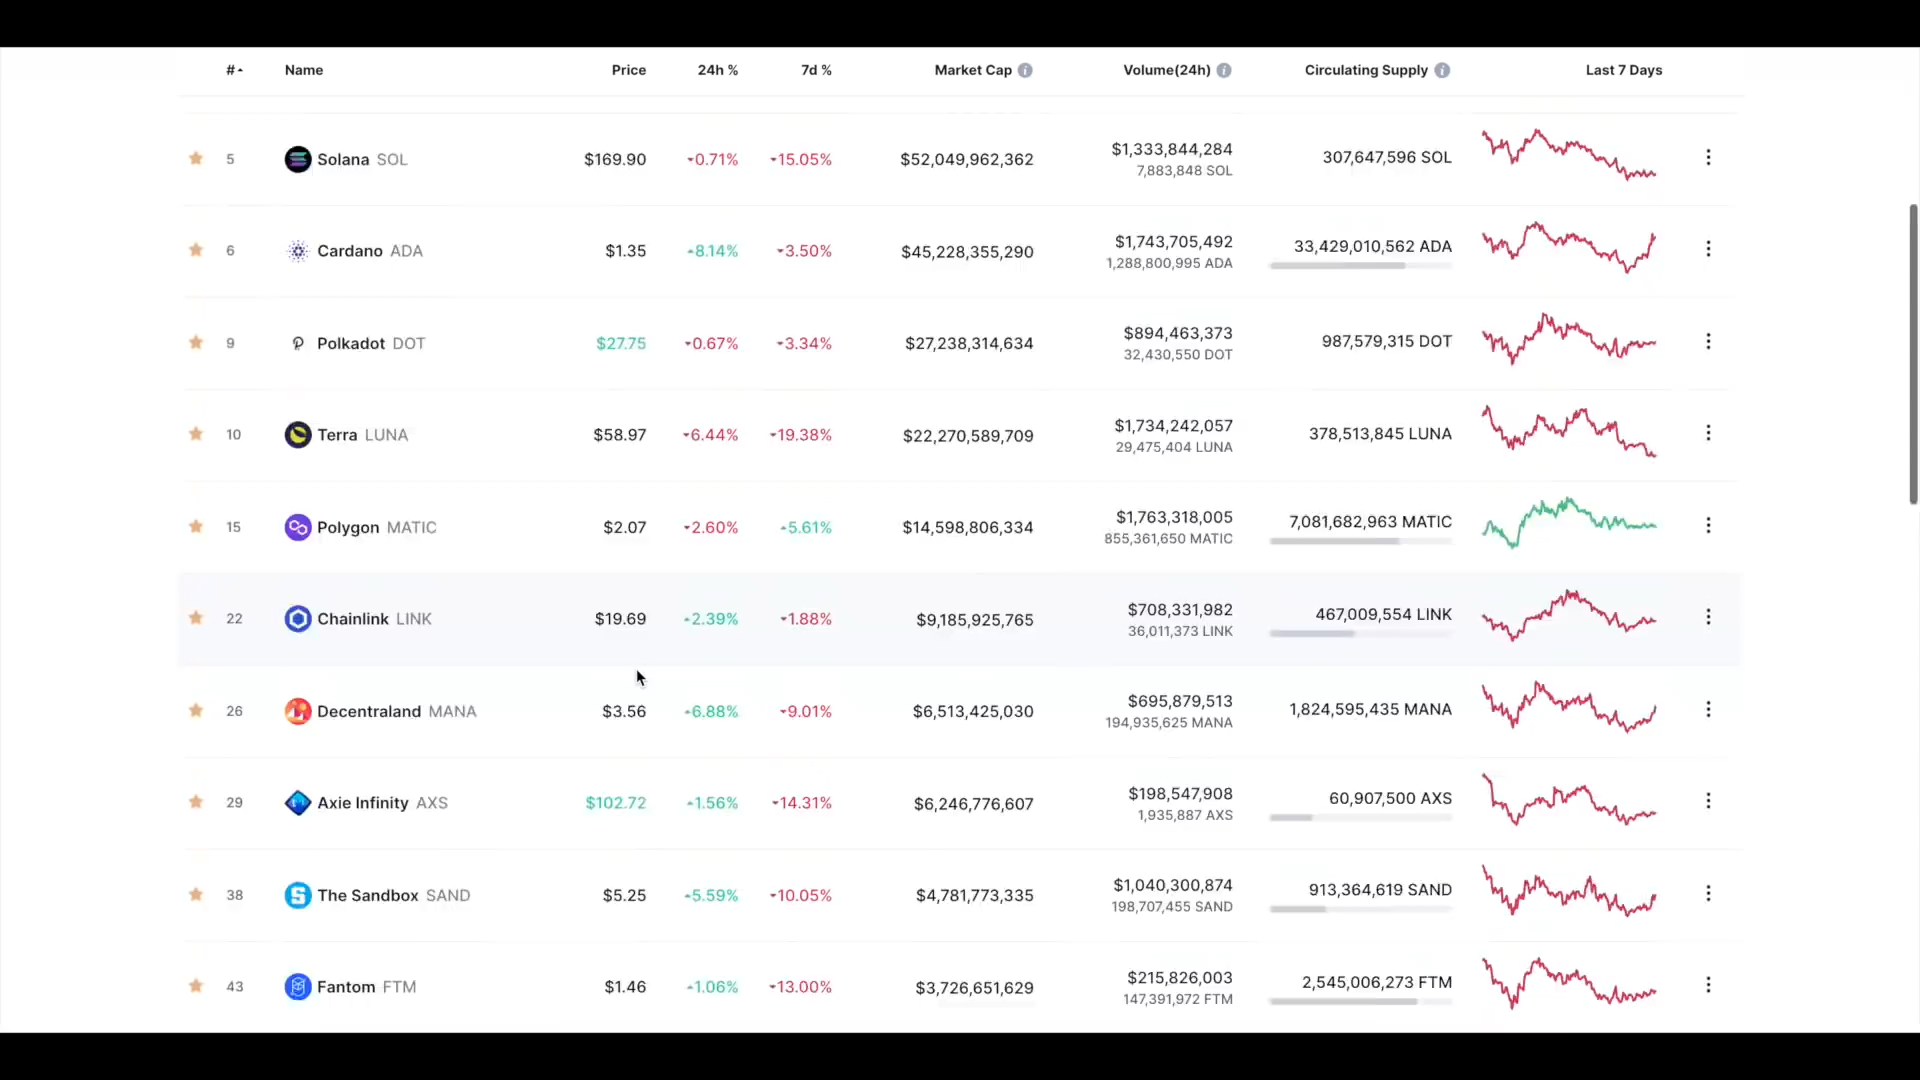 # Name Price 24h % 7d % Market Cap Volume(24h) Circulating Supply Last 7 Days
5 Solana SOL $169.90 0.71% 15.05% $52,049,962,362 $1,333,844,284 307,647,596 SOL
7,883,848 SOL
6 Cardano ADA $1.35 8.14% 3.50% $45,228,355,290 $1,743,705,492 33,429,010,562 ADA
1,288,800,995 ADA
9 Polkadot DOT $27.75 0.67% 3.34% $27,238,314,634 $894,463,373 987,579,315 DOT
32,430,550 DOT
10 Terra LUNA $58.97 6.44% 19.38% $22,270,589,709 $1,734,242,057 378,513,845 LUNA
29,475,404 LUNA
15 Polygon MATIC $2.07 2.60% 5.61% $14,598,806,334 $1,763,318,005 7,081,682,963 MATIC
855,361,650 MATIC
22 Chainlink LINK $19.69 2.39% 1.88% $9,185,925,765 $708,331,982 467,009,554 LINK
36,011,373 LINK
26 Decentraland MANA $3.56 6.88% 9.01% $6,513,425,030 $695,879,513 1,824,595,435 MANA
194,935,625 MANA
29 Axie Infinity AXS $102.72 1.56% 14.31% $6,246,776,607 $198,547,908 60,907,500 AXS
1,935,887 AXS
38 The Sandbox SAND $5.25 5.59% 10.05% $4,781,773,335 $1,040,300,874 913,364,619 SAND
198,707,455 SAND
43 Fantom FTM $1.46 1.06% 13.00% $3,726,651,629 $215,826,003 2,545,006,273 FTM
147,391,972 FTM